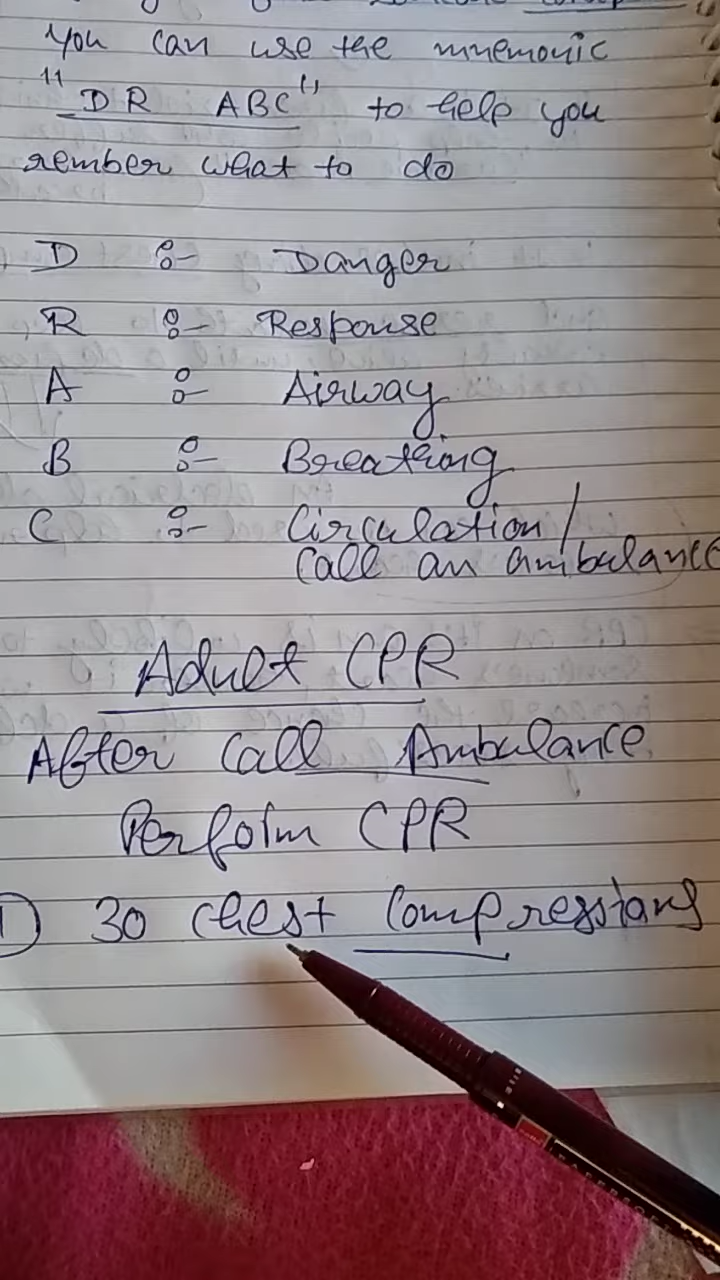 you can use the mnemonic
"DR ABC" to help you
rember what to do
D :- Danger
R :- Response
A :- Airway
B :- Breathing
C :- Circulation/
Call an ambulance
Adult CPR
After Call Ambulance
Perform CPR
1 30 chest Compressions